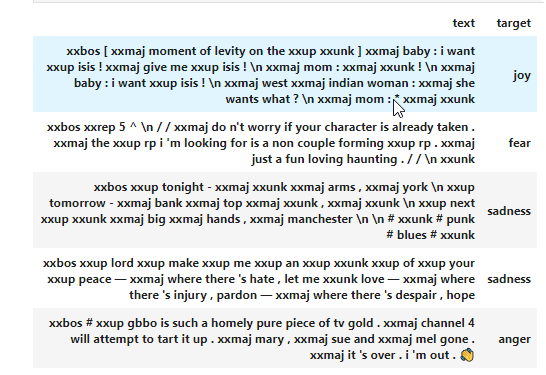 text target
xxbos [ xxmaj moment of levity on the xxup xxunk ] xxmaj baby : i want
xxup isis ! xxmaj give me xxup isis ! \n xxmaj mom : xxmaj xxunk ! \n xxmaj
baby : i want xxup isis ! \n xxmaj west xxmaj indian woman : xxmaj she
wants what ? \n xxmaj mom : * xxmaj xxunk
joy
xxbos xxrep 5 ^ \n / / xxmaj do n't worry if your character is already taken .
xxmaj the xxup rp i 'm looking for is a non couple forming xxup rp . xxmaj
just a fun loving haunting . / / \n xxunk
fear
xxbos xxup tonight - xxmaj xxunk xxmaj arms , xxmaj york \n xxup
tomorrow - xxmaj bank xxmaj top xxmaj xxunk , xxmaj xxunk \n xxup next
xxup xxunk xxmaj big xxmaj hands , xxmaj manchester \n \n # xxunk # punk
# blues # xxunk
sadness
xxbos xxup lord xxup make xxup me xxup an xxup xxunk xxup of xxup your
xxup peace — xxmaj where there 's hate , let me xxunk love — xxmaj where
there 's injury , pardon — xxmaj where there 's despair , hope
sadness
xxbos # xxup gbbo is such a homely pure piece of tv gold . xxmaj channel 4
will attempt to tart it up . xxmaj mary , xxmaj sue and xxmaj mel gone .
xxmaj it 's over . i 'm out . 👏
anger